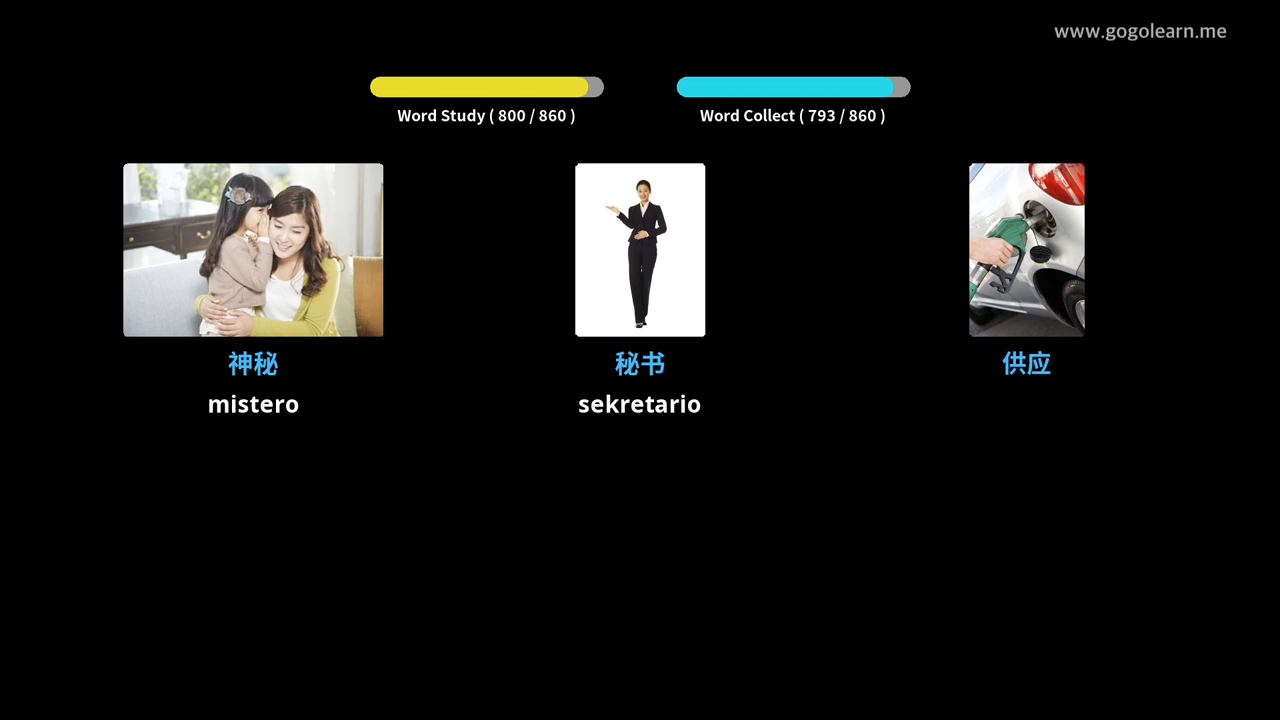 www.gogolearn.me
Word Study ( 800 / 860 )
Word Collect ( 793 / 860 )
神秘
秘书
供应
mistero
sekretario